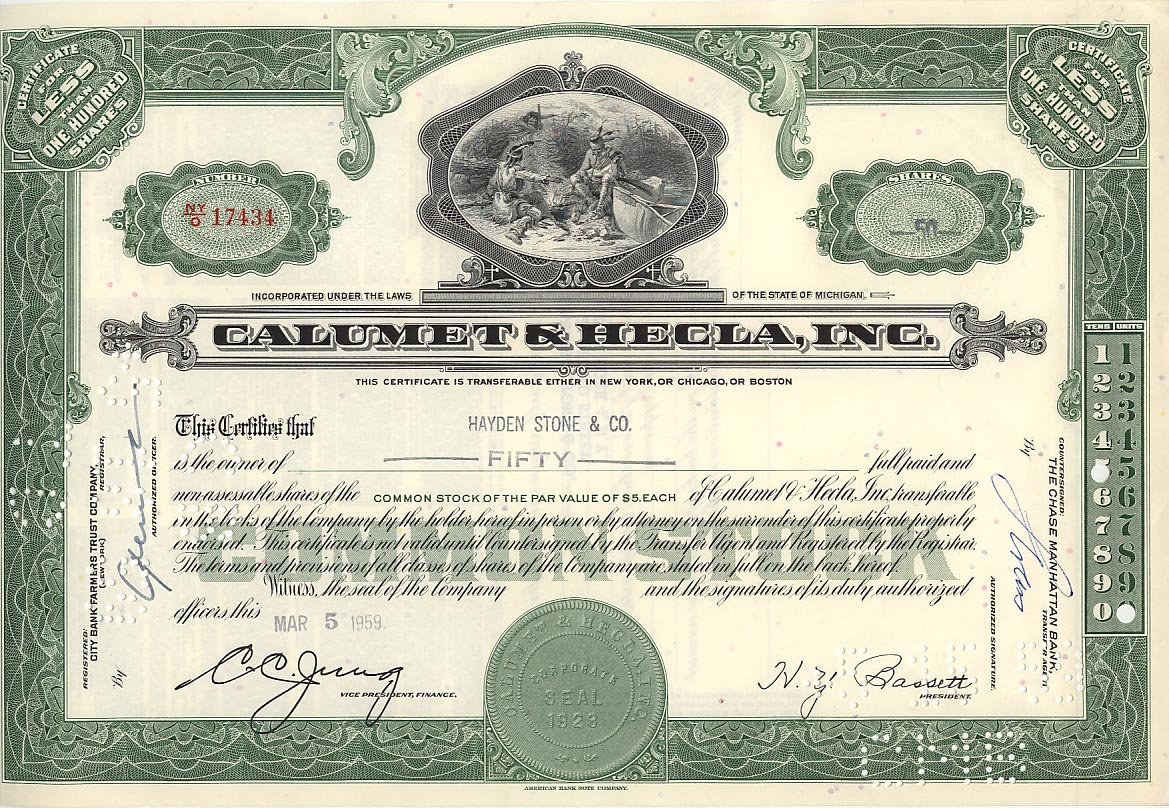 CERTIFICATE
FOR
LESS
THAN
ONE HUNDRED
SHARES
CERTIFICATE
FOR
LESS
THAN
ONE HUNDRED
SHARES
NUMBER
NY
O 17434
SHARES
50
INCORPORATED UNDER THE LAWS OF THE STATE OF MICHIGAN.
CALUMET & HECLA, INC.
THIS CERTIFICATE IS TRANSFERABLE EITHER IN NEW YORK, OR CHICAGO, OR BOSTON
This Certifies that HAYDEN STONE & CO.
is the owner of FIFTY full paid and
non-assessable shares of the COMMON STOCK OF THE PAR VALUE OF $5. EACH of Calumet & Hecla, Inc., transferable
in the books of the Company by the holder hereof in person or by attorney on the surrender of this certificate properly
endorsed. This certificate is not valid until Countersigned by the Transfer Agent and Registered by the Registrar.
The terms and provision of all classes of shares of the Company are stated in full on the back hereof.
COMMON STOCK
Witness, the seal of the Company and the signatures of its duly authorized
officers this MAR 5 1959
C. C. Jung
VICE PRESIDENT, FINANCE.
H. Y. Bassett
PRESIDENT.
CALUMET & HECLA, INC.
CORPORATE
SEAL
1923
REGISTERED:
CITY BANK FARMERS TRUST COMPANY,
(NEW YORK) REGISTRAR,
By
AUTHORIZED OFFICER.
COUNTERSIGNED:
THE CHASE MANHATTAN BANK,
TRANSFER AGENT
By
AUTHORIZED SIGNATURE.
TENS UNITS
1 1
2 2
3 3
4 4
5 5
6 6
7 7
8 8
9 9
0
AMERICAN BANK NOTE COMPANY.